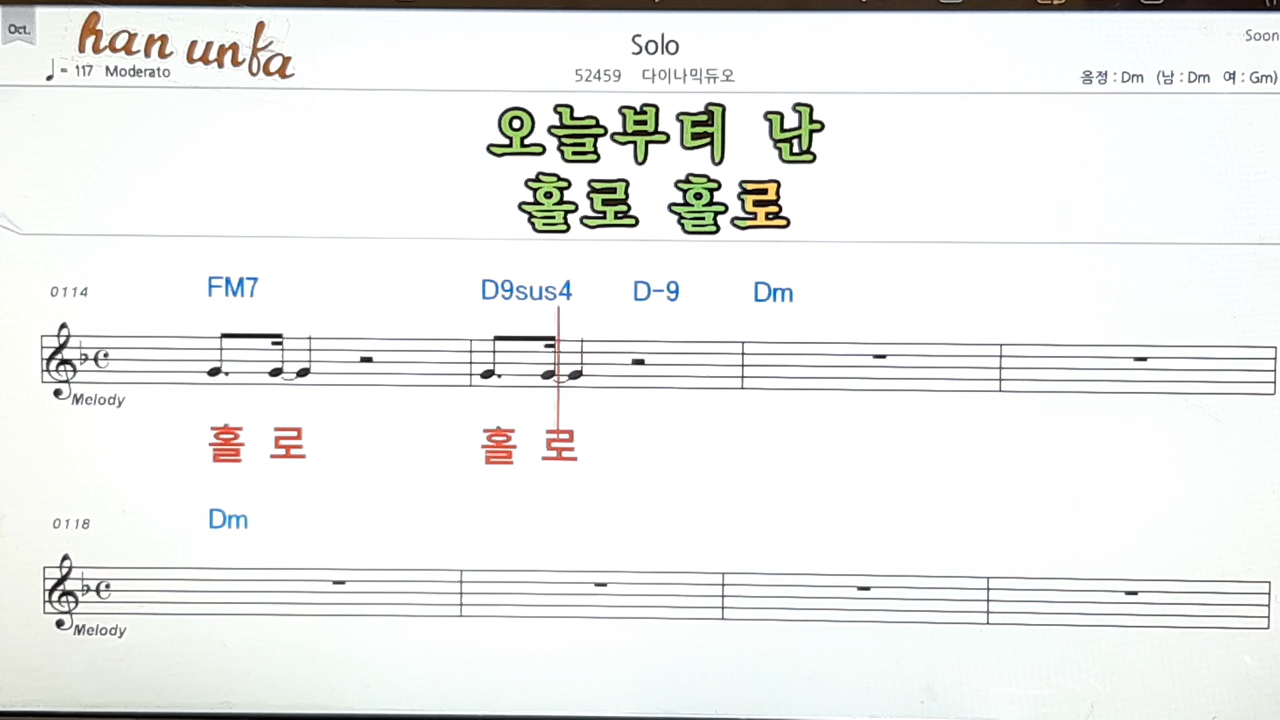 Oct.
han unfa
Solo
Soon
♩= 117 Moderato
52459 다이나믹듀오
음정 : Dm (남 : Dm 여 : Gm)
오늘부터 난
홀로 홀로
0114 FM7 D9sus4 D-9 Dm
Melody
홀 로 홀 로
0118 Dm
Melody